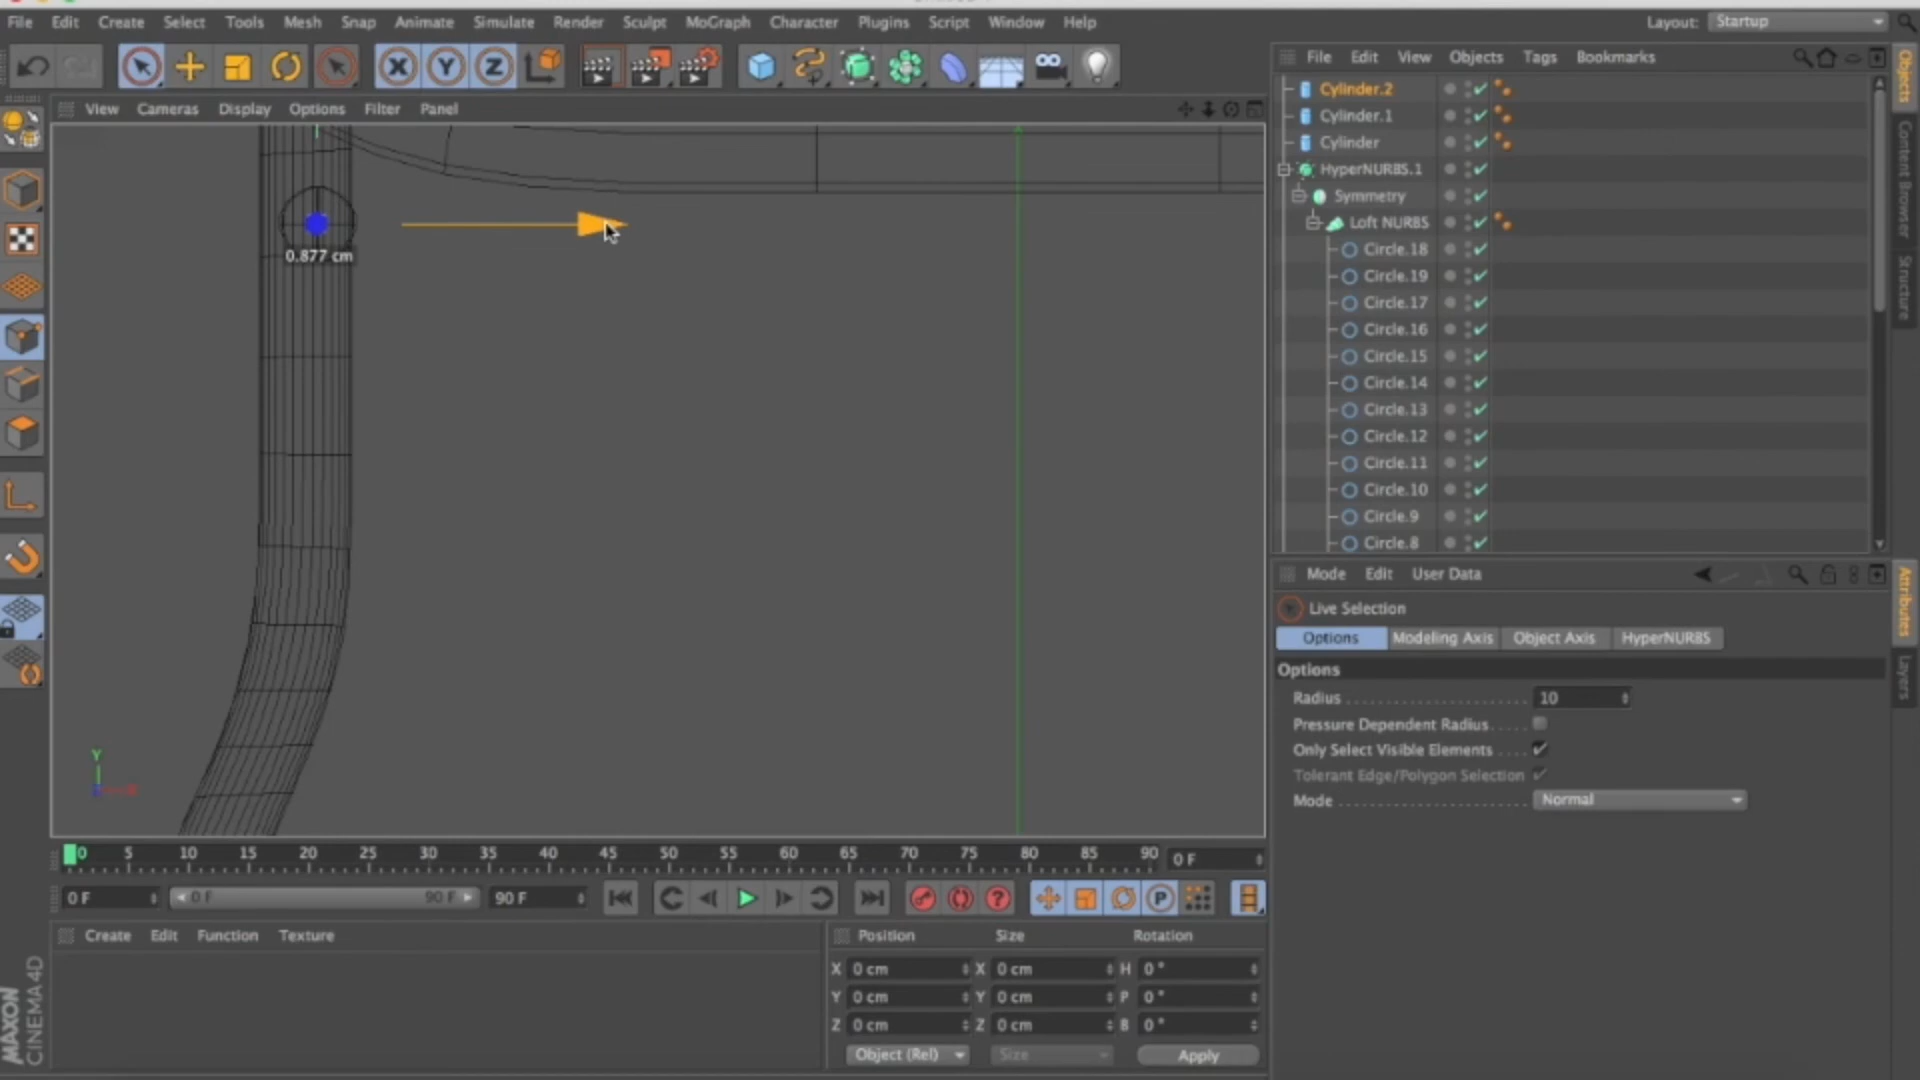 File Edit Create Select Tools Mesh Snap Animate Simulate Render Sculpt MoGraph Character Plugins Script Window Help Layout: Startup
File Edit View Objects Tags Bookmarks
View Cameras Display Options Filter Panel
Cylinder.2
Cylinder.1
Cylinder
HyperNURBS.1
Symmetry
Loft NURBS
Circle.18
Circle.19
Circle.17
Circle.16
Circle.15
Circle.14
Circle.13
Circle.12
Circle.11
Circle.10
Circle.9
Circle.8
0.877 cm
X Y Z
Y
Objects
Content Browser
Structure
Attributes
Layers
Mode Edit User Data
Live Selection
Options Modeling Axis Object Axis HyperNURBS
Options
Radius 10
Pressure Dependent Radius
Only Select Visible Elements
Tolerant Edge/Polygon Selection
Mode Normal
0 5 10 15 20 25 30 35 40 45 50 55 60 65 70 75 80 85 90 0 F
0 F 0 F 90 F 90 F
Create Edit Function Texture
Position Size Rotation
X 0 cm X 0 cm H 0 °
Y 0 cm Y 0 cm P 0 °
Z 0 cm Z 0 cm B 0 °
Object (Rel) Size Apply
MAXON
CINEMA 4D